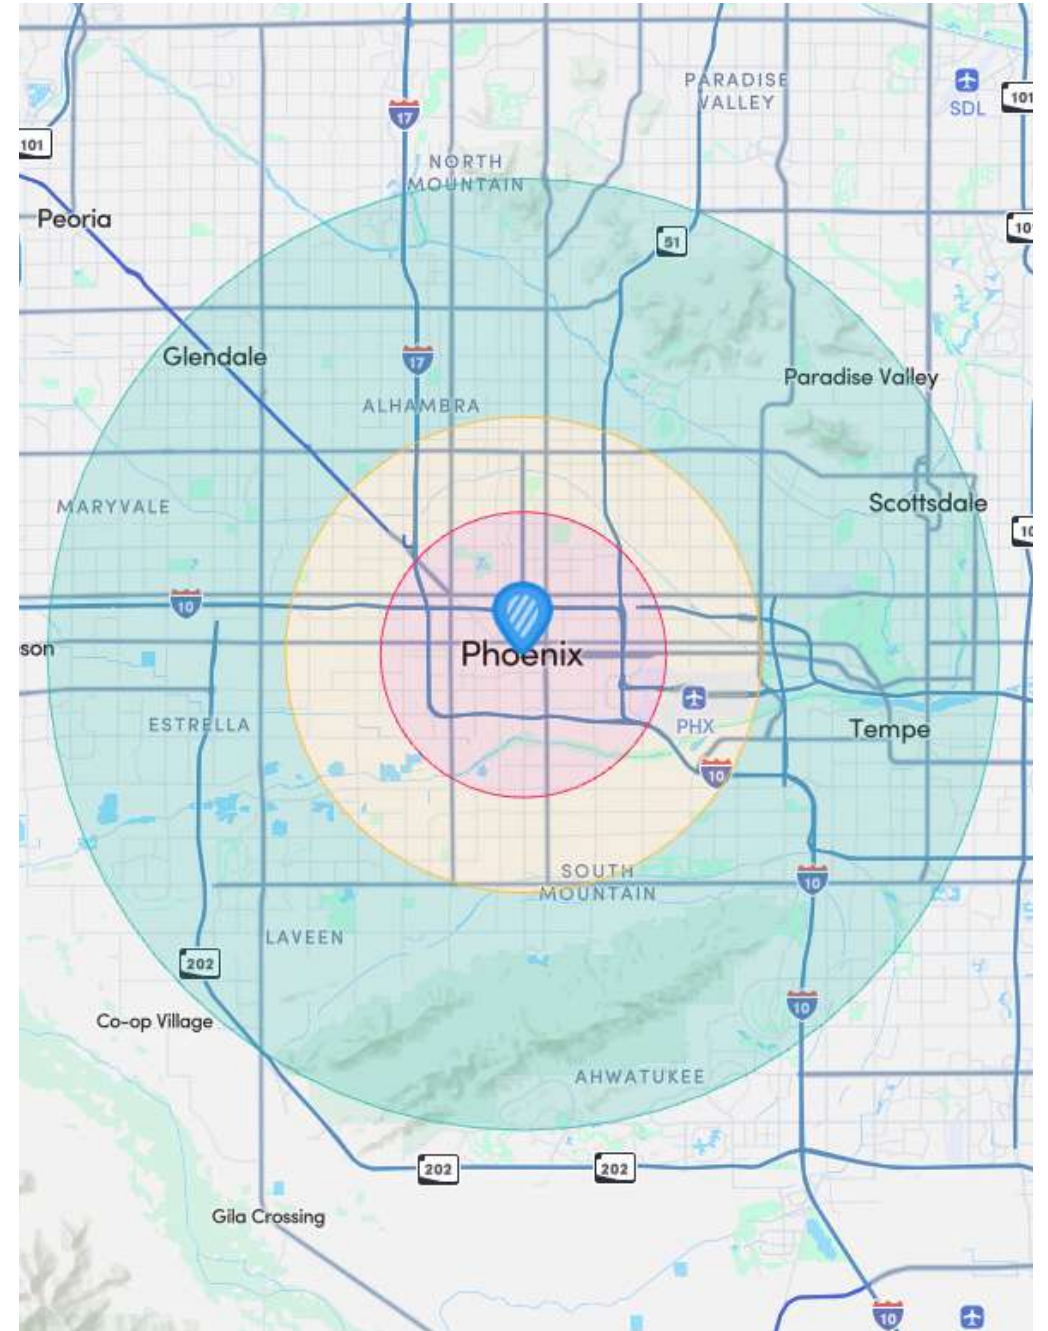 PARADISE
VALLEY
SDL
101
17
101
NORTH
MOUNTAIN
Peoria
10
51
Glendale
17
Paradise Valley
ALHAMBRA
MARYVALE
Scottsdale
10
10
son
Phoenix
PHX
ESTRELLA
Tempe
10
SOUTH
MOUNTAIN
10
LAVEEN
202
10
Co-op Village
AHWATUKEE
202
202
Gila Crossing
10